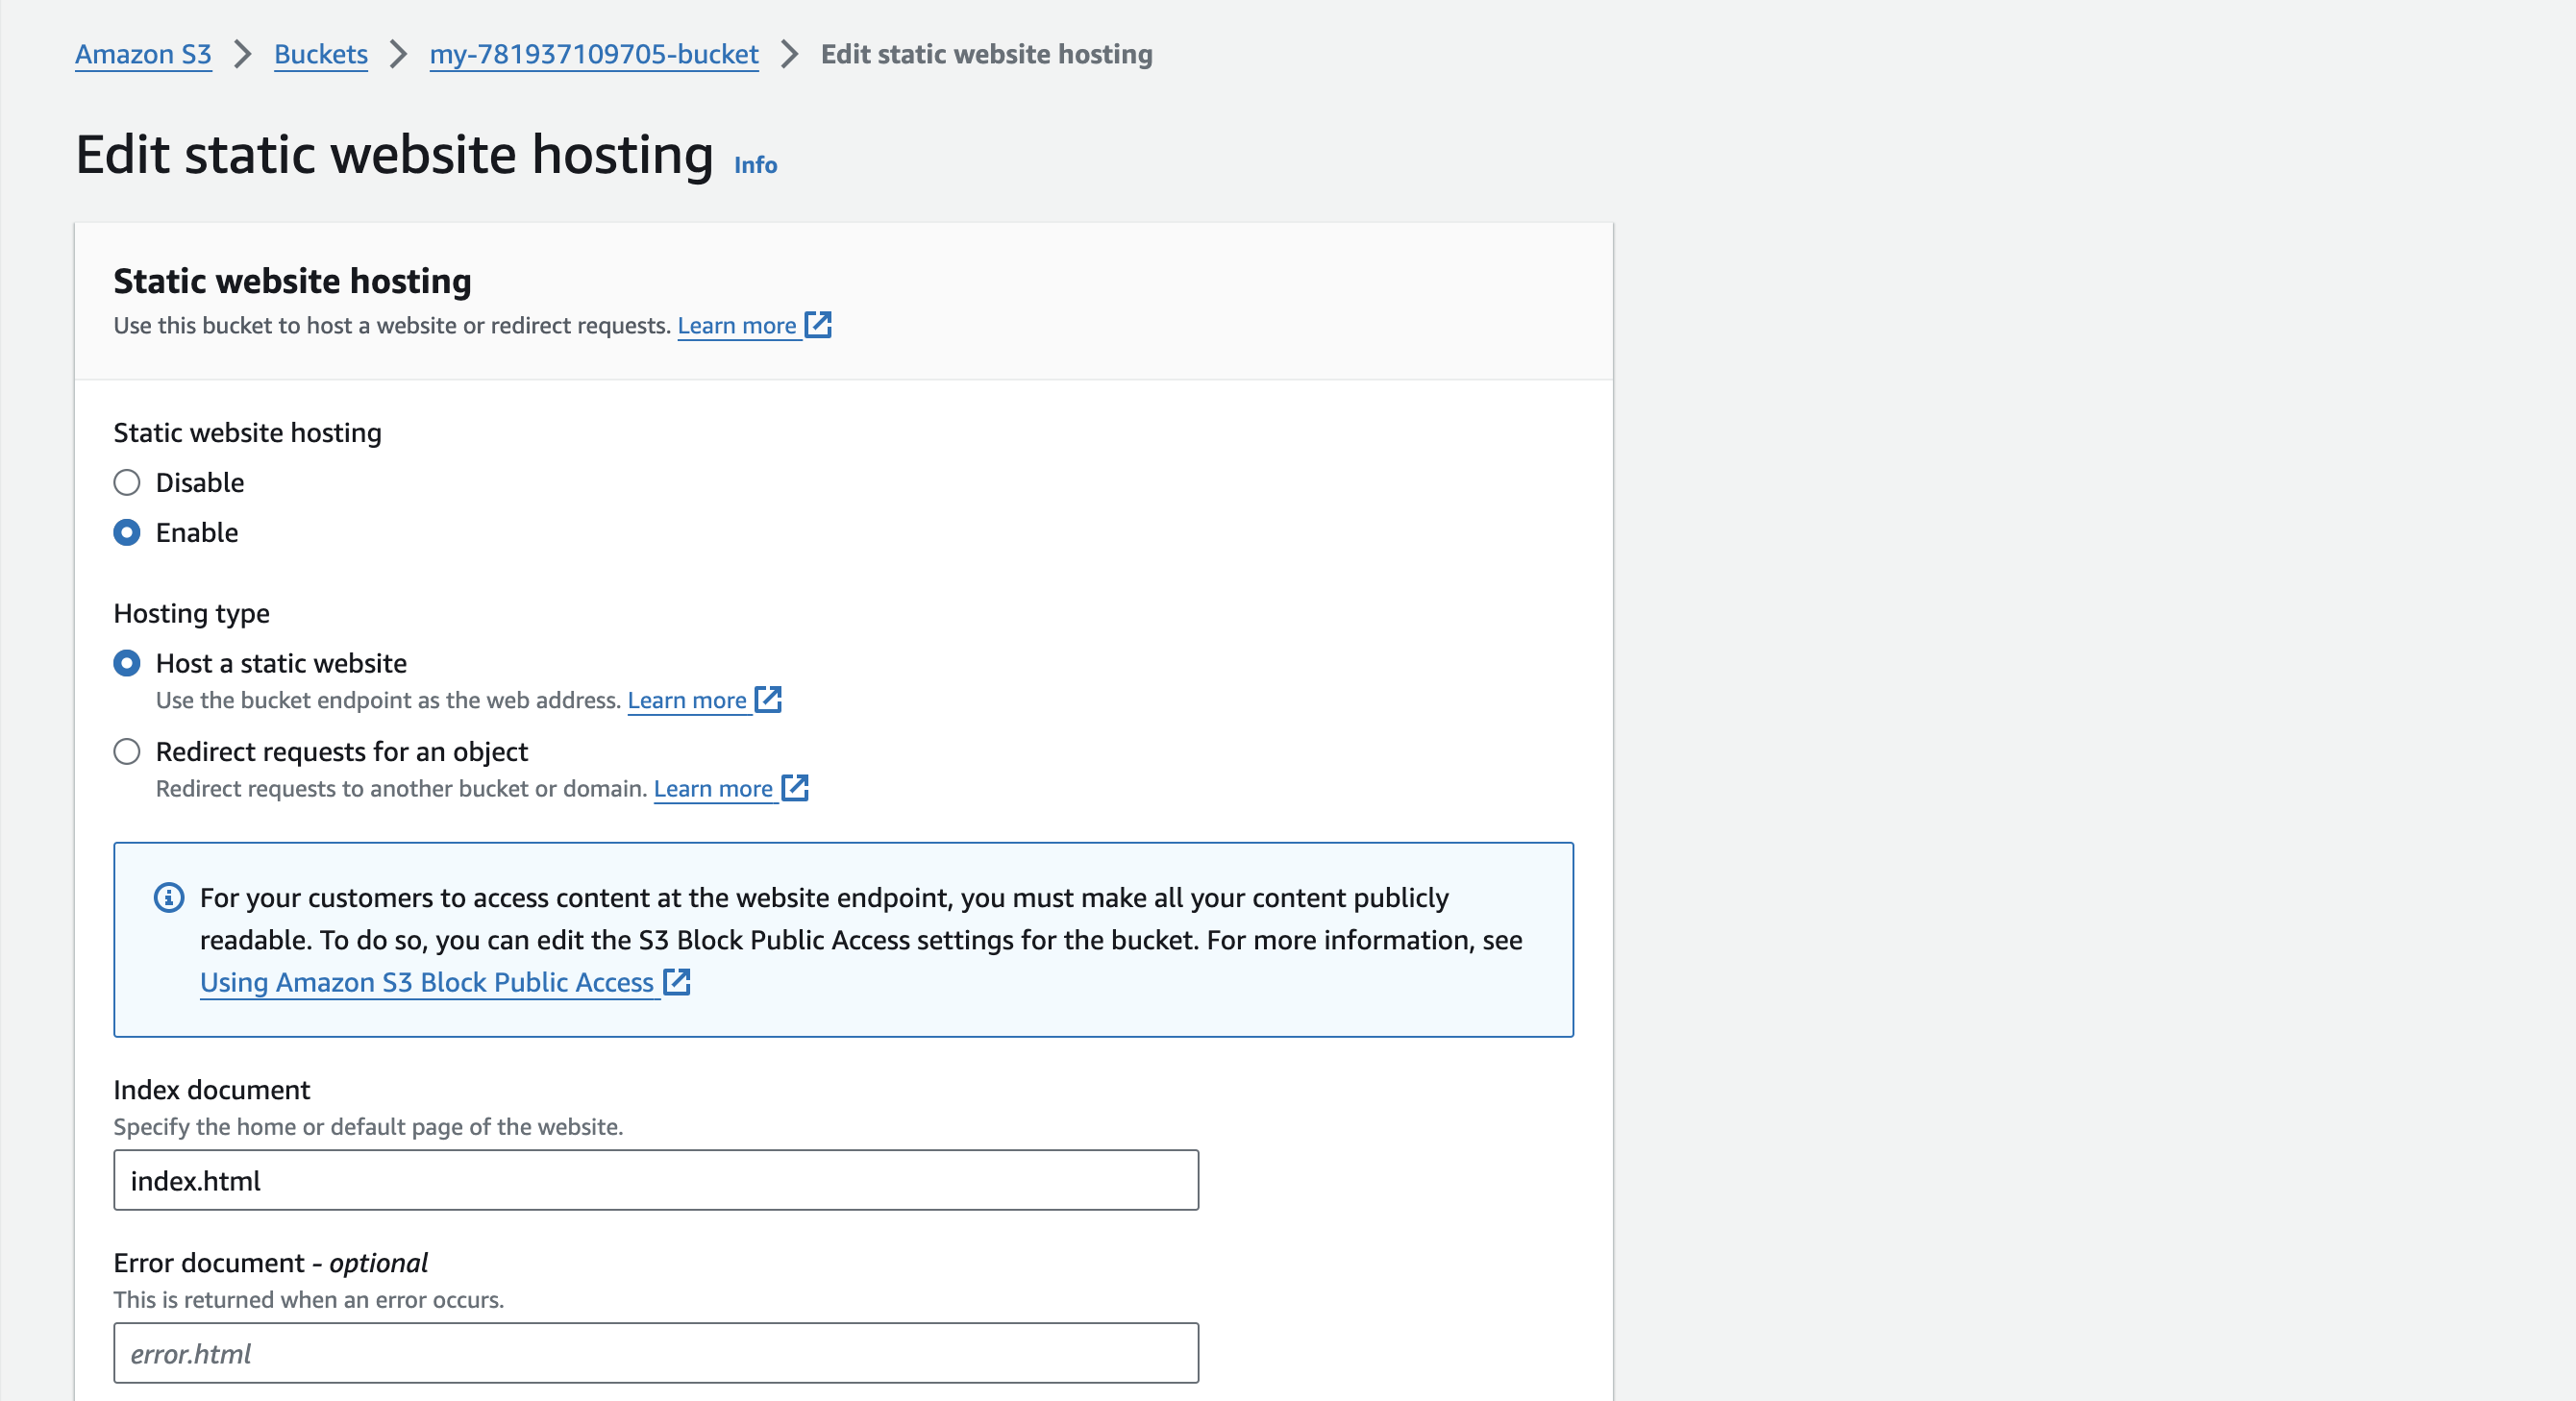 Amazon S3 > Buckets > my-781937109705-bucket > Edit static website hosting
Edit static website hosting Info
Static website hosting
Use this bucket to host a website or redirect requests. Learn more
Static website hosting
Disable
Enable
Hosting type
Host a static website
Use the bucket endpoint as the web address. Learn more
Redirect requests for an object
Redirect requests to another bucket or domain. Learn more
For your customers to access content at the website endpoint, you must make all your content publicly
readable. To do so, you can edit the S3 Block Public Access settings for the bucket. For more information, see
Using Amazon S3 Block Public Access
Index document
Specify the home or default page of the website.
index.html
Error document - optional
This is returned when an error occurs.
error.html